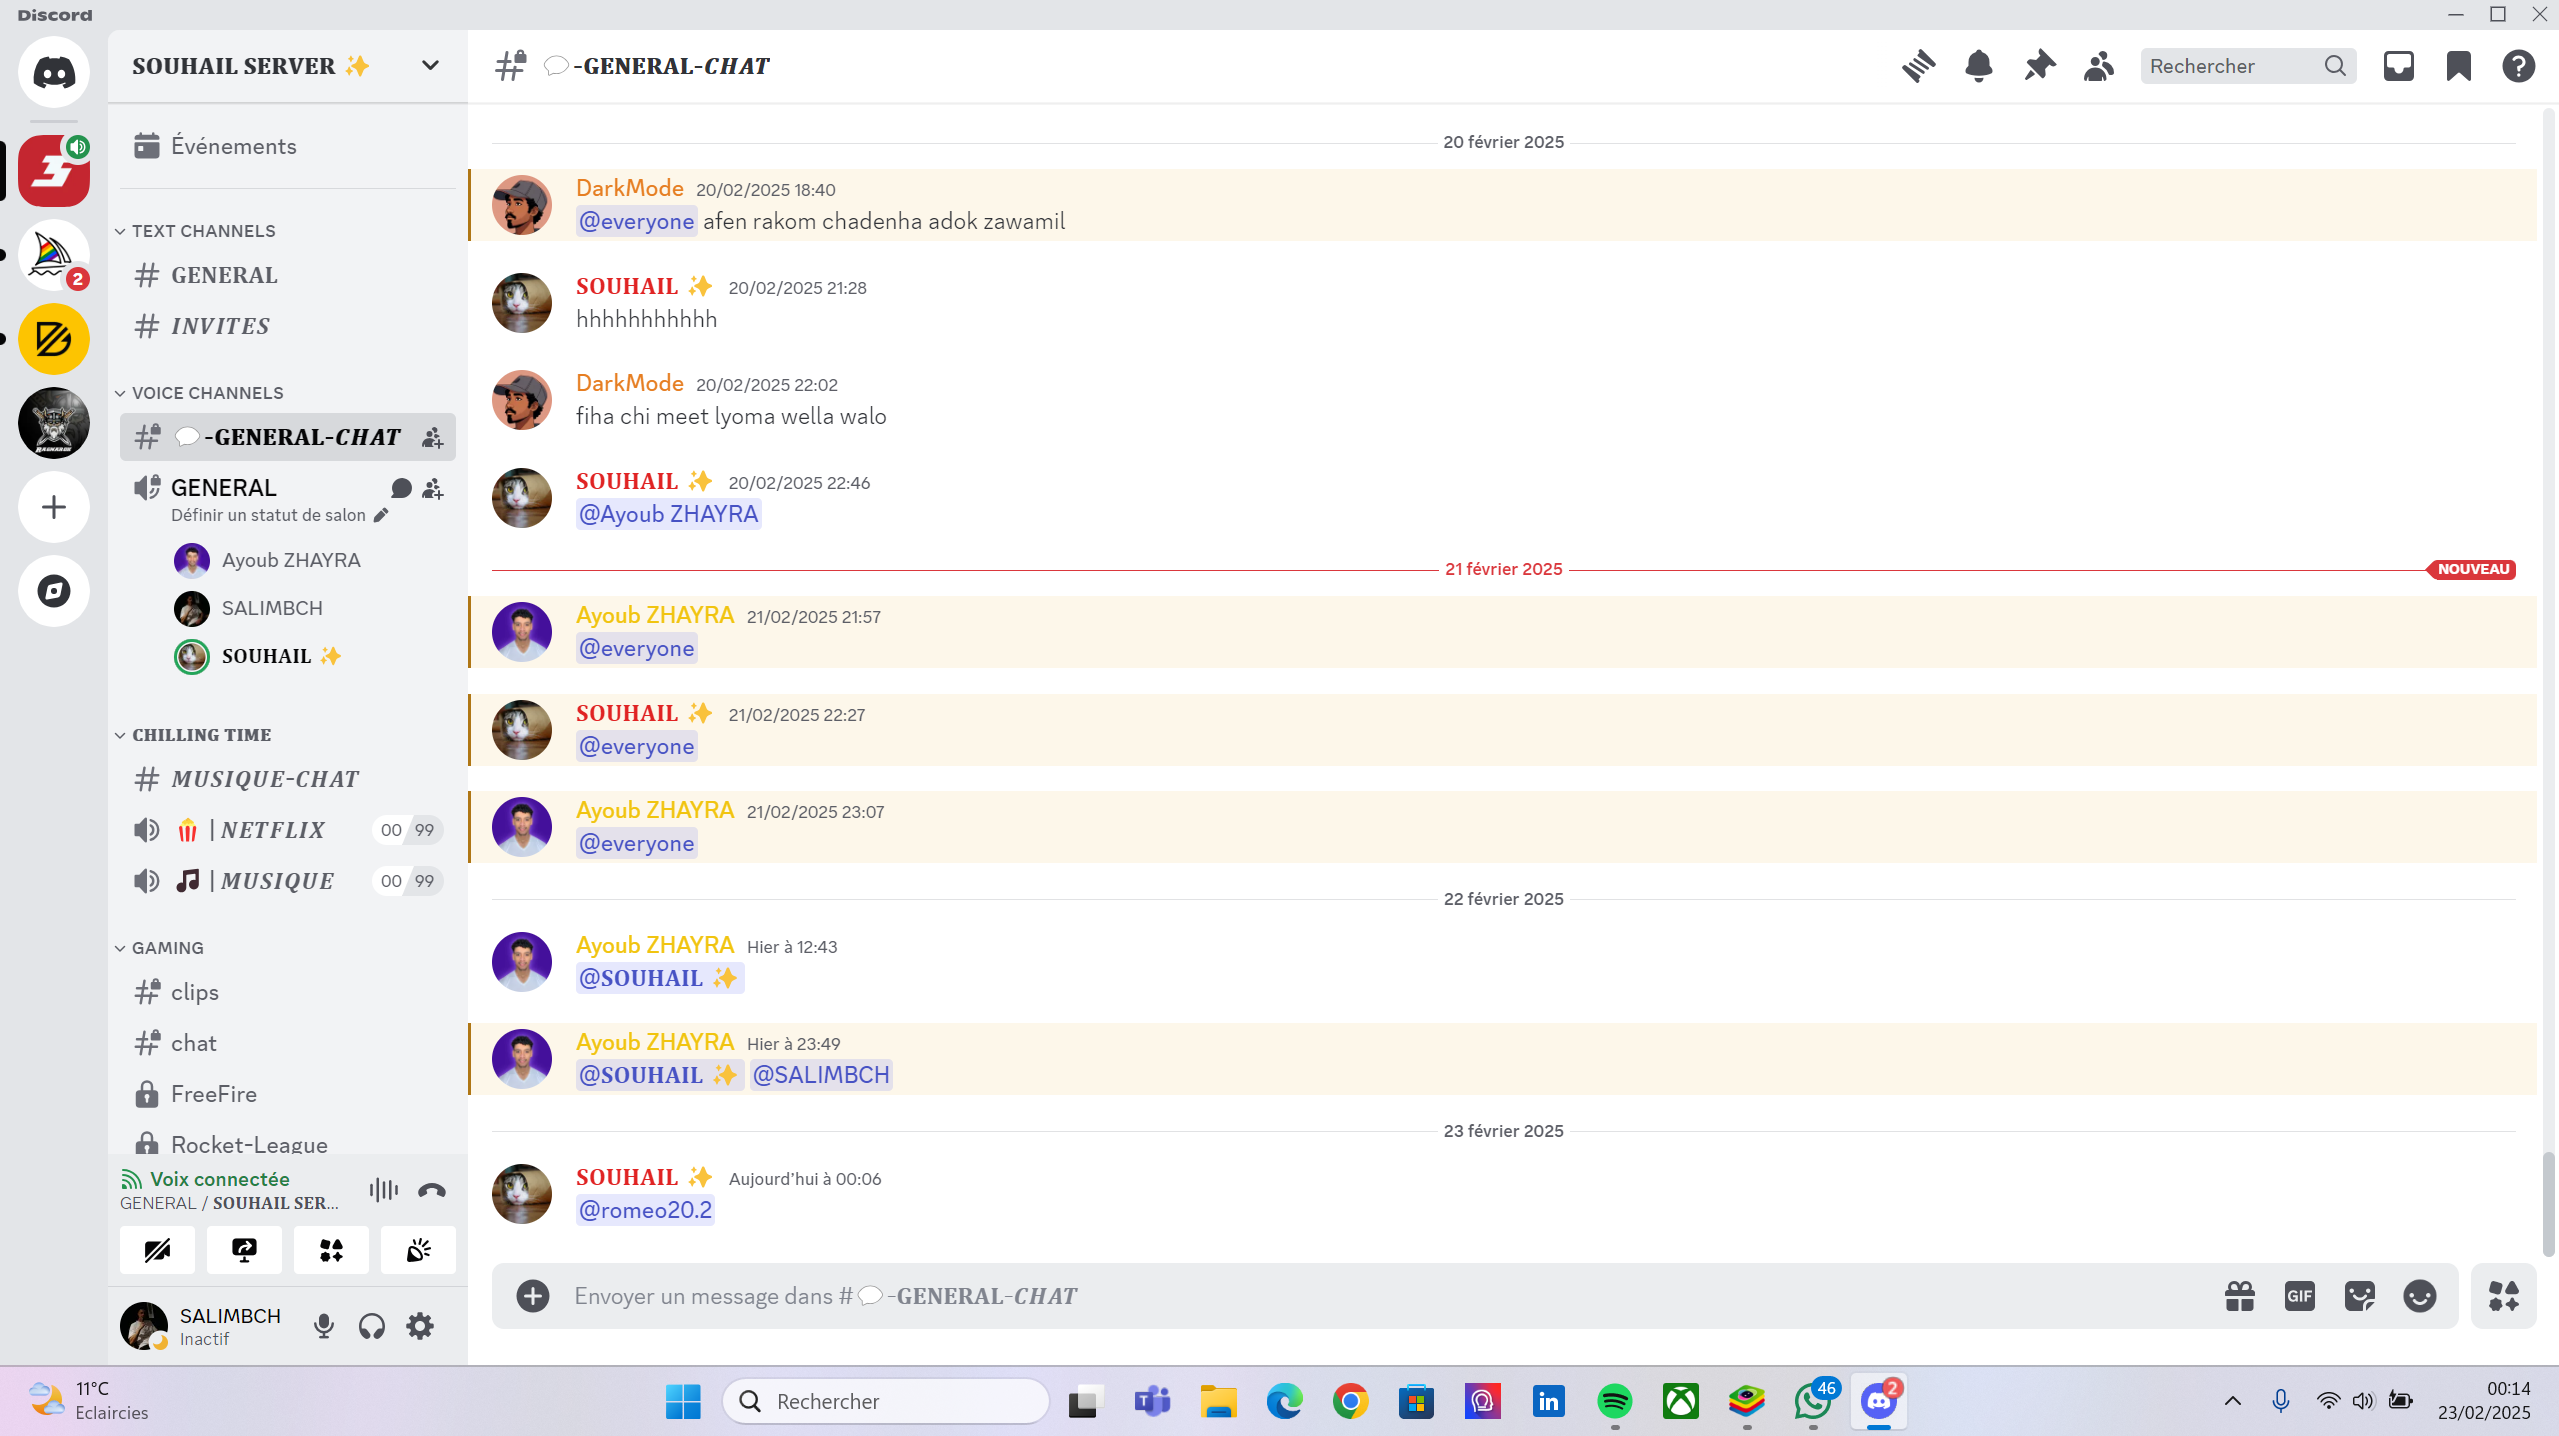 Discord
SOUHAIL SERVER ✨
Événements
TEXT CHANNELS
GENERAL
INVITES
VOICE CHANNELS
💬-GENERAL-CHAT
GENERAL
Définir un statut de salon
Ayoub ZHAYRA
SALIMBCH
SOUHAIL ✨
CHILLING TIME
MUSIQUE-CHAT
🍿 | NETFLIX 00 99
🎵 | MUSIQUE 00 99
GAMING
clips
chat
FreeFire
Rocket-League
Voix connectée
GENERAL / SOUHAIL SER...
SALIMBCH
Inactif
2
RAGNAROK
💬-GENERAL-CHAT
Rechercher
20 février 2025
DarkMode 20/02/2025 18:40
@everyone afen rakom chadenha adok zawamil
SOUHAIL ✨ 20/02/2025 21:28
hhhhhhhhhhh
DarkMode 20/02/2025 22:02
fiha chi meet lyoma wella walo
SOUHAIL ✨ 20/02/2025 22:46
@Ayoub ZHAYRA
21 février 2025 NOUVEAU
Ayoub ZHAYRA 21/02/2025 21:57
@everyone
SOUHAIL ✨ 21/02/2025 22:27
@everyone
Ayoub ZHAYRA 21/02/2025 23:07
@everyone
22 février 2025
Ayoub ZHAYRA Hier à 12:43
@SOUHAIL ✨
Ayoub ZHAYRA Hier à 23:49
@SOUHAIL ✨ @SALIMBCH
23 février 2025
SOUHAIL ✨ Aujourd’hui à 00:06
@romeo20.2
Envoyer un message dans #💬-GENERAL-CHAT
GIF
11°C
Eclaircies
Rechercher
46
2
00:14
23/02/2025